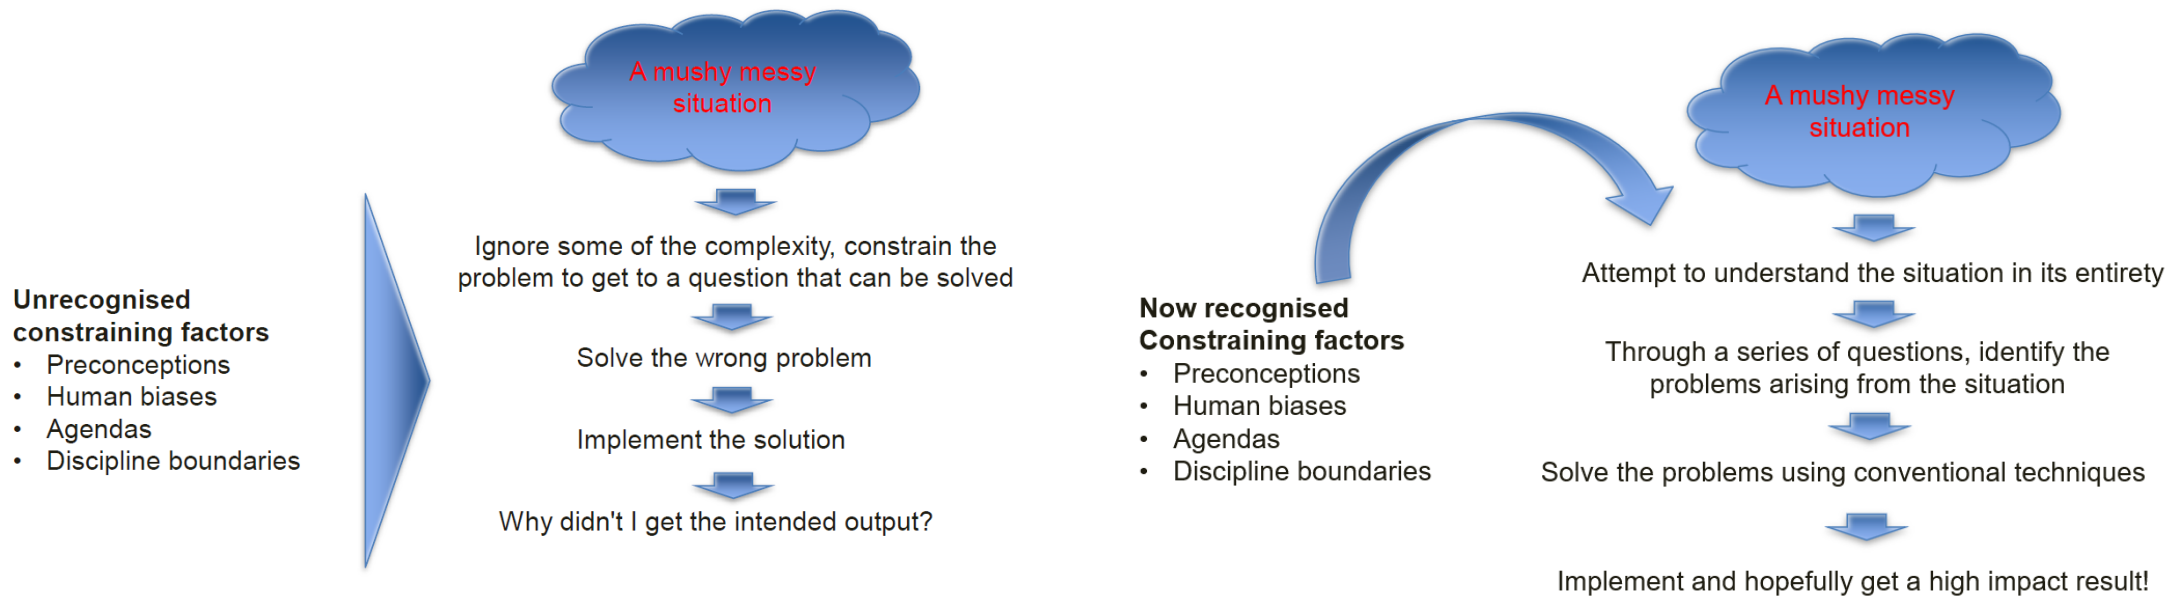 A mushy messy
situation
Ignore some of the complexity, constrain the
problem to get to a question that can be solved
Unrecognised
constraining factors
• Preconceptions
• Human biases
• Agendas
• Discipline boundaries
Solve the wrong problem
Implement the solution
Why didn't I get the intended output?
A mushy messy
situation
Now recognised
Constraining factors
• Preconceptions
• Human biases
• Agendas
• Discipline boundaries
Attempt to understand the situation in its entirety
Through a series of questions, identify the
problems arising from the situation
Solve the problems using conventional techniques
Implement and hopefully get a high impact result!